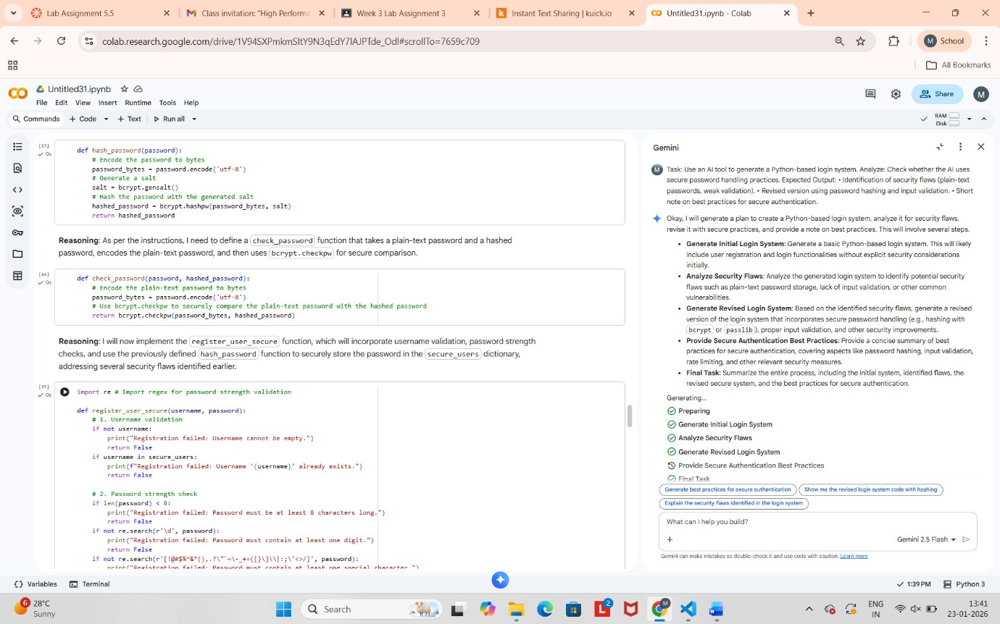 Lab Assignment 5.5
Class invitation: "High Performa
Week 3 Lab Assignment 3
Instant Text Sharing | kuick.io
Untitled31.ipynb - Colab
colab.research.google.com/drive/1V94SXPmkmSItY9N3qEdY7lAJPTde_OdI#scrollTo=7659c709
M School
All Bookmarks
Untitled31.ipynb
File Edit View Insert Runtime Tools Help
Share
M
Commands + Code + Text Run all
RAM
Disk
[13]
0s
def hash_password(password):
# Encode the password to bytes
password_bytes = password.encode('utf-8')
# Generate a salt
salt = bcrypt.gensalt()
# Hash the password with the generated salt
hashed_password = bcrypt.hashpw(password_bytes, salt)
return hashed_password
Reasoning: As per the instructions, I need to define a check_password function that takes a plain-text password and a hashed
password, encodes the plain-text password, and then uses bcrypt.checkpw for secure comparison.
[14]
0s
def check_password(password, hashed_password):
# Encode the plain-text password to bytes
password_bytes = password.encode('utf-8')
# Use bcrypt.checkpw to securely compare the plain-text password with the hashed password
return bcrypt.checkpw(password_bytes, hashed_password)
Reasoning: I will now implement the register_user_secure function, which will incorporate username validation, password strength
checks, and use the previously defined hash_password function to securely store the password in the secure_users dictionary,
addressing several security flaws identified earlier.
[15]
0s
import re # Import regex for password strength validation
def register_user_secure(username, password):
# 1. Username validation
if not username:
print("Registration failed: Username cannot be empty.")
return False
if username in secure_users:
print(f"Registration failed: Username '{username}' already exists.")
return False
# 2. Password strength check
if len(password) < 8:
print("Registration failed: Password must be at least 8 characters long.")
return False
if not re.search(r'\d', password):
print("Registration failed: Password must contain at least one digit.")
return False
if not re.search(r'[!@#$%^&*(),.?\"`~\-_+={[}\]\\|:;\'<>/]', password):
print("Registration failed: Password must contain at least one special character.")
Gemini
M
Task: Use an AI tool to generate a Python-based login system. Analyze: Check whether the AI uses
secure password handling practices. Expected Output: • Identification of security flaws (plain-text
passwords, weak validation). • Revised version using password hashing and input validation. • Short
note on best practices for secure authentication.
Okay, I will generate a plan to create a Python-based login system, analyze it for security flaws,
revise it with secure practices, and provide a note on best practices. This will involve several steps.
• Generate Initial Login System: Generate a basic Python-based login system. This will likely
include user registration and login functionalities without explicit security considerations
initially.
• Analyze Security Flaws: Analyze the generated login system to identify potential security
flaws such as plain-text password storage, lack of input validation, or other common
vulnerabilities.
• Generate Revised Login System: Based on the identified security flaws, generate a revised
version of the login system that incorporates secure password handling (e.g., hashing with
bcrypt or passlib), proper input validation, and other security improvements.
• Provide Secure Authentication Best Practices: Provide a concise summary of best
practices for secure authentication, covering aspects like password hashing, input validation,
rate limiting, and other relevant security measures.
• Final Task: Summarize the entire process, including the initial system, identified flaws, the
revised secure system, and the best practices for secure authentication.
Generating...
Preparing
Generate Initial Login System
Analyze Security Flaws
Generate Revised Login System
Provide Secure Authentication Best Practices
Final Task
Generate best practices for secure authentication
Show me the revised login system code with hashing
Explain the security flaws identified in the login system
What can I help you build?
+
Gemini 2.5 Flash
Gemini can make mistakes so double-check it and use code with caution. Learn more
Variables
Terminal
1:39 PM
Python 3
6
28°C
Sunny
Search
L
2
M
ENG
IN
13:41
23-01-2026